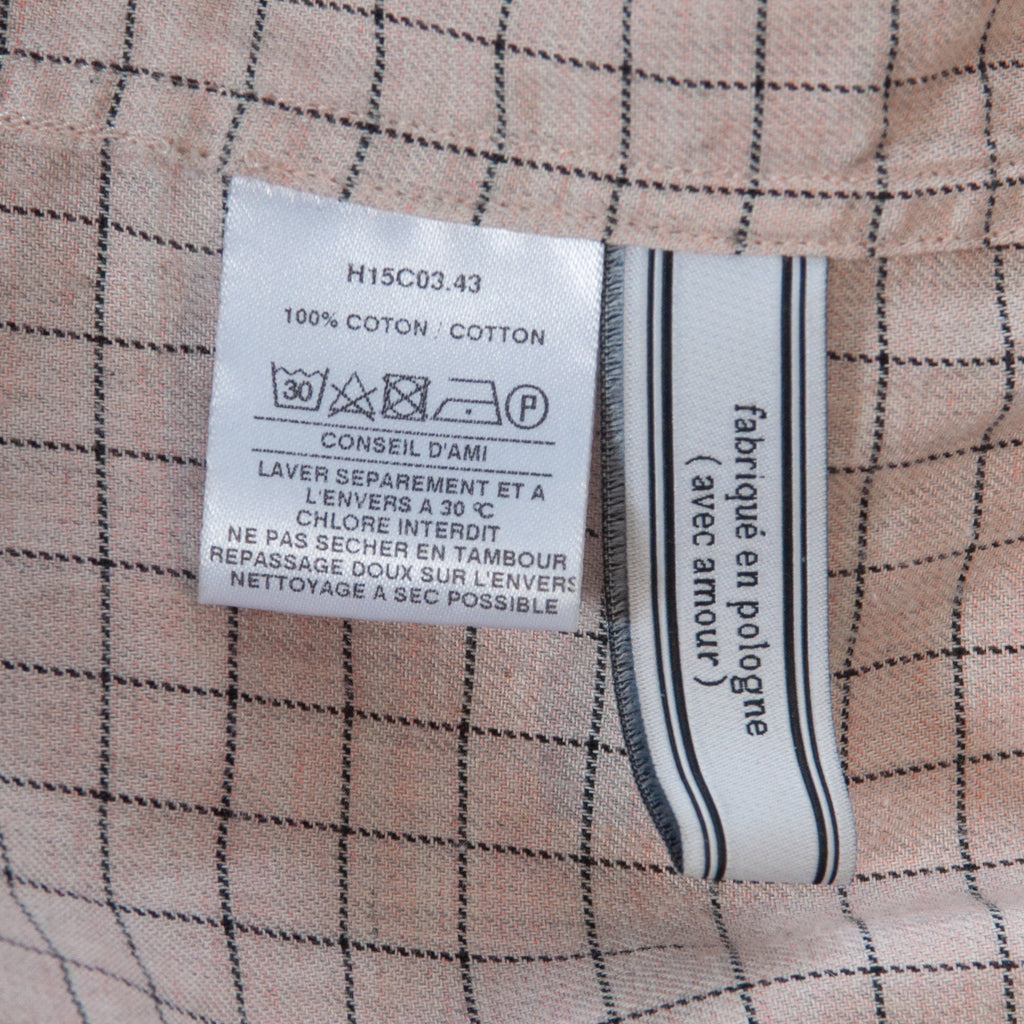 H15C03.43
100% COTON / COTTON
30 P
CONSEIL D'AMI
LAVER SEPAREMENT ET A
L'ENVERS A 30 °C
CHLORE INTERDIT
NE PAS SECHER EN TAMBOUR
REPASSAGE DOUX SUR L'ENVERS
NETTOYAGE A SEC POSSIBLE
fabriqué en pologne
(avec amour)